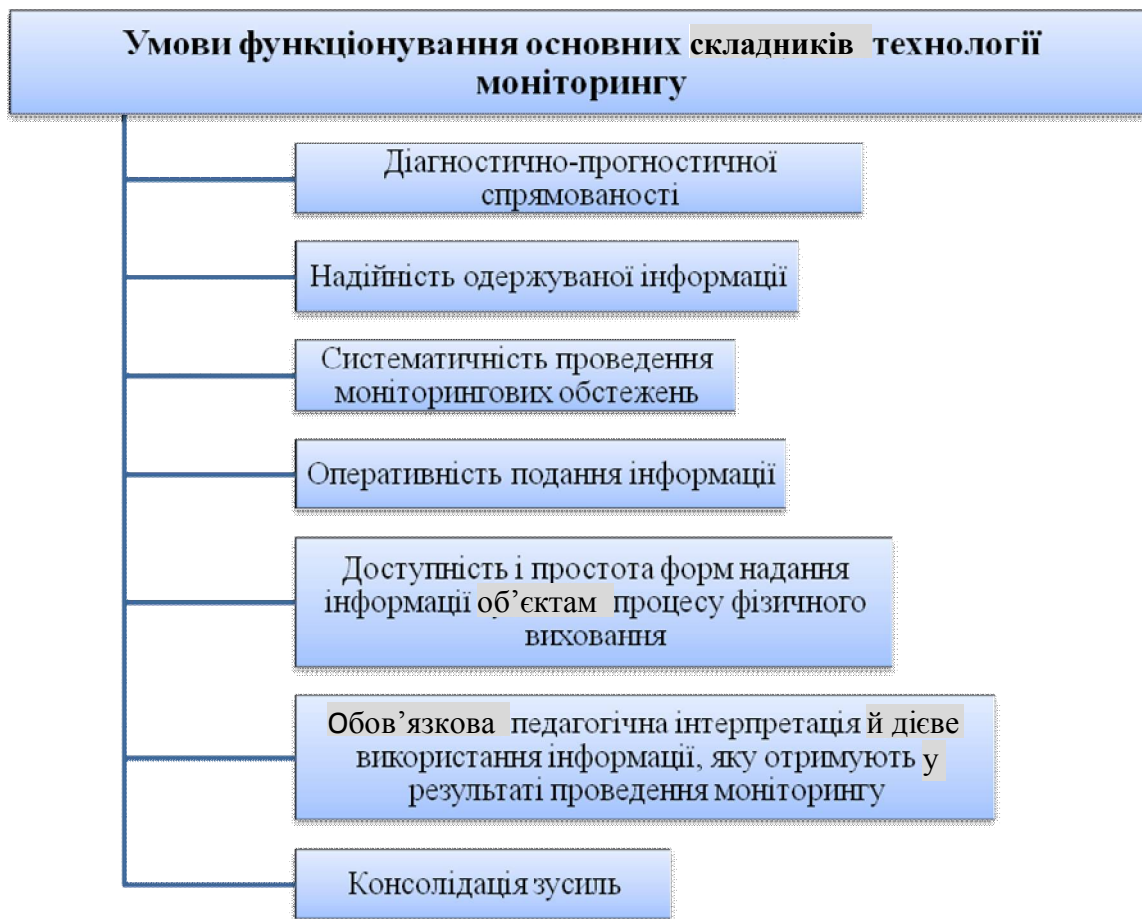 Умови функціонування основних складників технології
моніторингу
Діагностично-прогностичної
спрямованості
Надійність одержуваної інформації
Систематичність проведення
моніторингових обстежень
Оперативність подання інформації
Доступність і простота форм надання
інформації об’єктам процесу фізичного
виховання
Обов’язкова педагогічна інтерпретація й дієве
використання інформації, яку отримують у
результаті проведення моніторингу
Консолідація зусиль